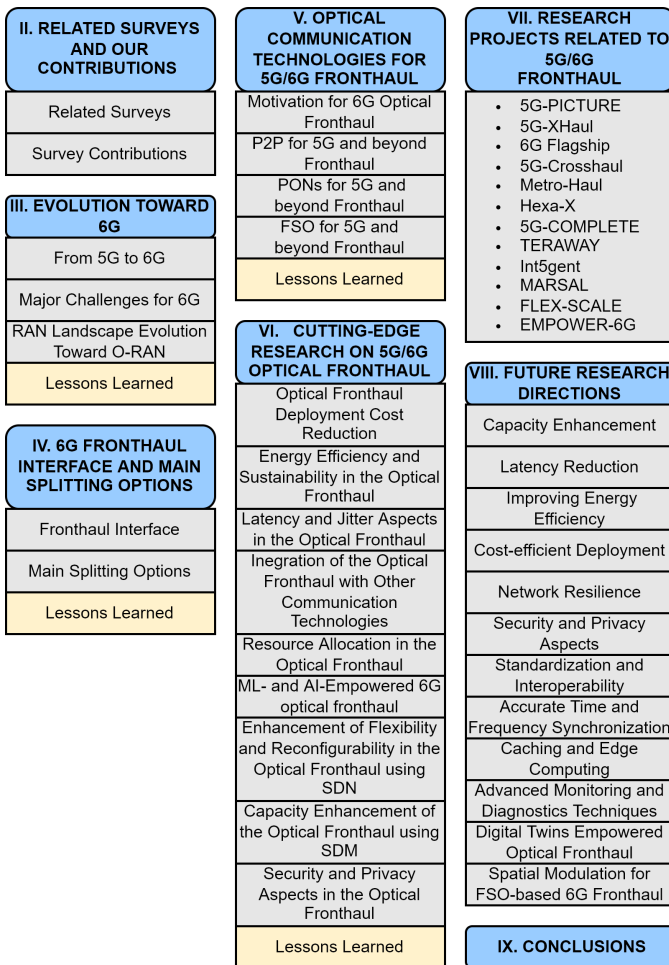 II. RELATED SURVEYS
AND OUR
CONTRIBUTIONS
Related Surveys
Survey Contributions
III. EVOLUTION TOWARD
6G
From 5G to 6G
Major Challenges for 6G
RAN Landscape Evolution
Toward O-RAN
Lessons Learned
IV. 6G FRONTHAUL
INTERFACE AND MAIN
SPLITTING OPTIONS
Fronthaul Interface
Main Splitting Options
Lessons Learned
V. OPTICAL
COMMUNICATION
TECHNOLOGIES FOR
5G/6G FRONTHAUL
Motivation for 6G Optical
Fronthaul
P2P for 5G and beyond
Fronthaul
PONs for 5G and
beyond Fronthaul
FSO for 5G and
beyond Fronthaul
Lessons Learned
VI. CUTTING-EDGE
RESEARCH ON 5G/6G
OPTICAL FRONTHAUL
Optical Fronthaul
Deployment Cost
Reduction
Energy Efficiency and
Sustainability in the Optical
Fronthaul
Latency and Jitter Aspects
in the Optical Fronthaul
Inegration of the Optical
Fronthaul with Other
Communication
Technologies
Resource Allocation in the
Optical Fronthaul
ML- and AI-Empowered 6G
optical fronthaul
Enhancement of Flexibility
and Reconfigurability in the
Optical Fronthaul using
SDN
Capacity Enhancement of
the Optical Fronthaul using
SDM
Security and Privacy
Aspects in the Optical
Fronthaul
Lessons Learned
VII. RESEARCH
PROJECTS RELATED TO
5G/6G
FRONTHAUL
• 5G-PICTURE
• 5G-XHaul
• 6G Flagship
• 5G-Crosshaul
• Metro-Haul
• Hexa-X
• 5G-COMPLETE
• TERAWAY
• Int5gent
• MARSAL
• FLEX-SCALE
• EMPOWER-6G
VIII. FUTURE RESEARCH
DIRECTIONS
Capacity Enhancement
Latency Reduction
Improving Energy
Efficiency
Cost-efficient Deployment
Network Resilience
Security and Privacy
Aspects
Standardization and
Interoperability
Accurate Time and
Frequency Synchronization
Caching and Edge
Computing
Advanced Monitoring and
Diagnostics Techniques
Digital Twins Empowered
Optical Fronthaul
Spatial Modulation for
FSO-based 6G Fronthaul
IX. CONCLUSIONS